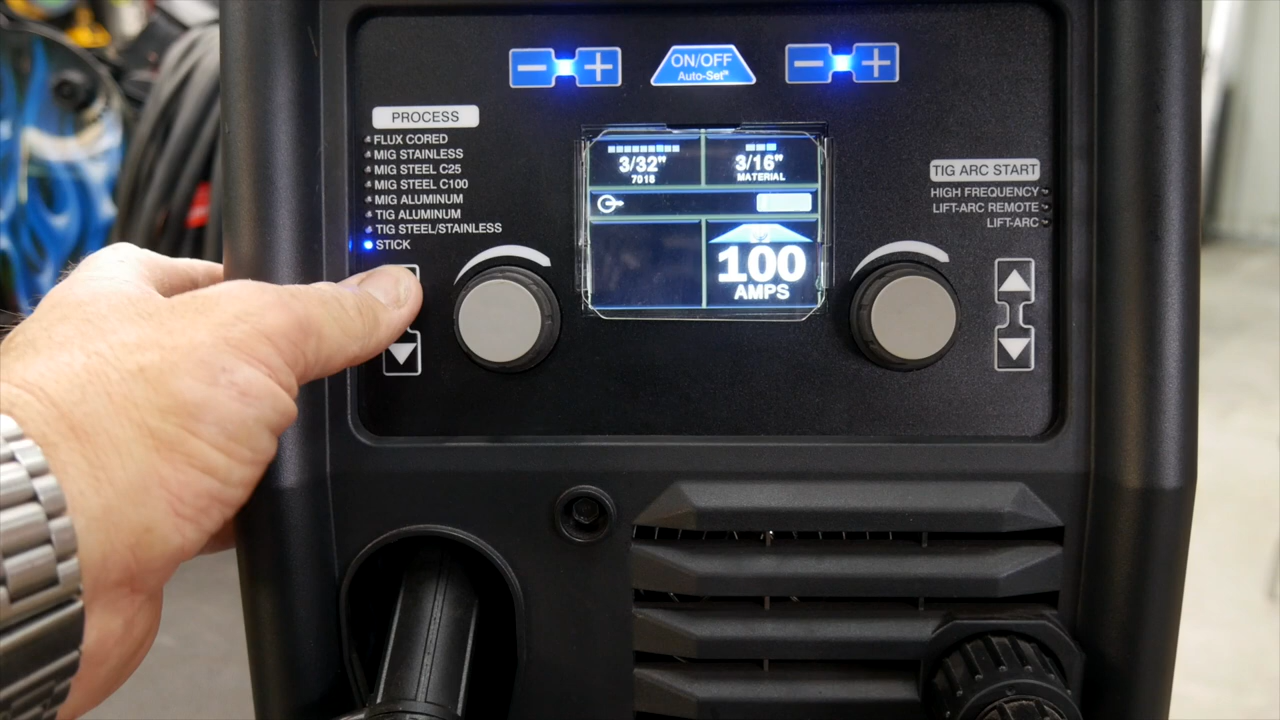 ON/OFF
Auto-Set™
PROCESS
FLUX CORED
MIG STAINLESS
MIG STEEL C25
MIG STEEL C100
MIG ALUMINUM
TIG ALUMINUM
TIG STEEL/STAINLESS
STICK
3/32"
7018
3/16"
MATERIAL
100
AMPS
TIG ARC START
HIGH FREQUENCY
LIFT-ARC REMOTE
LIFT-ARC